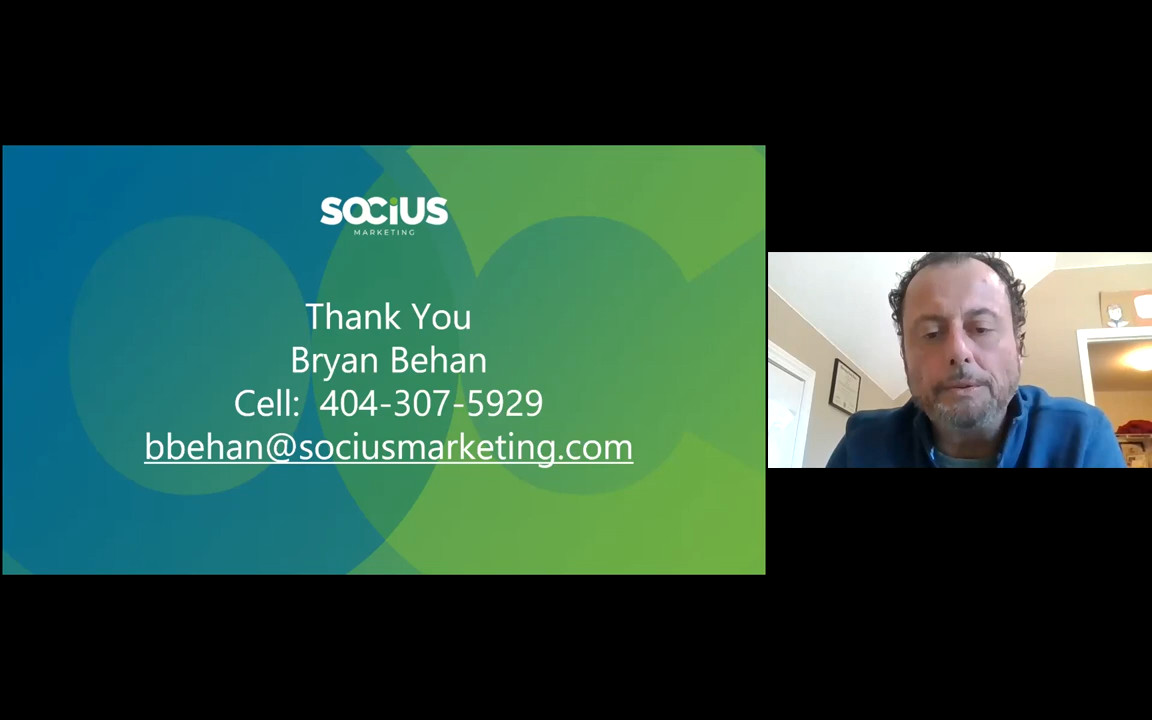 SOCiUS
MARKETING
Thank You
Bryan Behan
Cell: 404-307-5929
bbehan@sociusmarketing.com